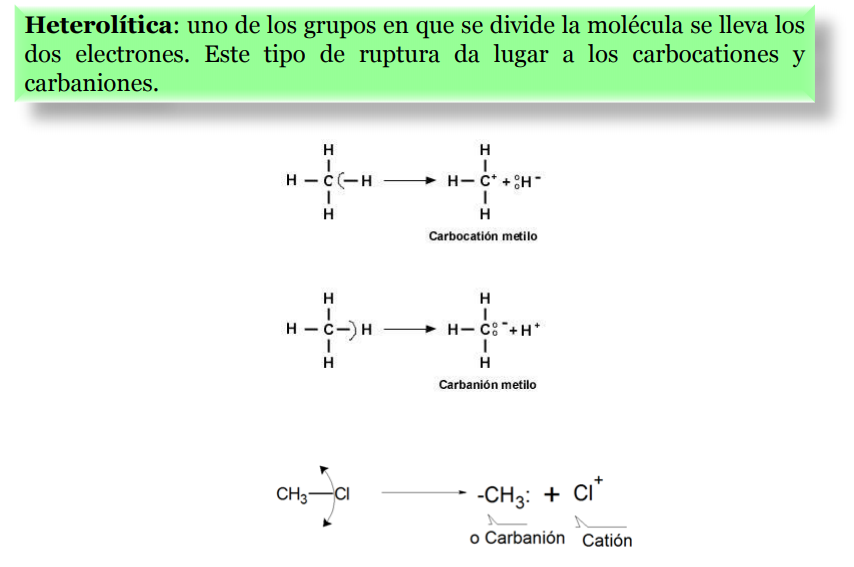 Heterolítica: uno de los grupos en que se divide la molécula se lleva los
dos electrones. Este tipo de ruptura da lugar a los carbocationes y
carbaniones.
H H
H — C (— H → H — C⁺ + :H⁻
H H
Carbocatión metilo
H H
H — C —) H → H — C: ⁻ + H⁺
H H
Carbanión metilo
CH₃—Cl → -CH₃: + Cl⁺
o Carbanión Catión